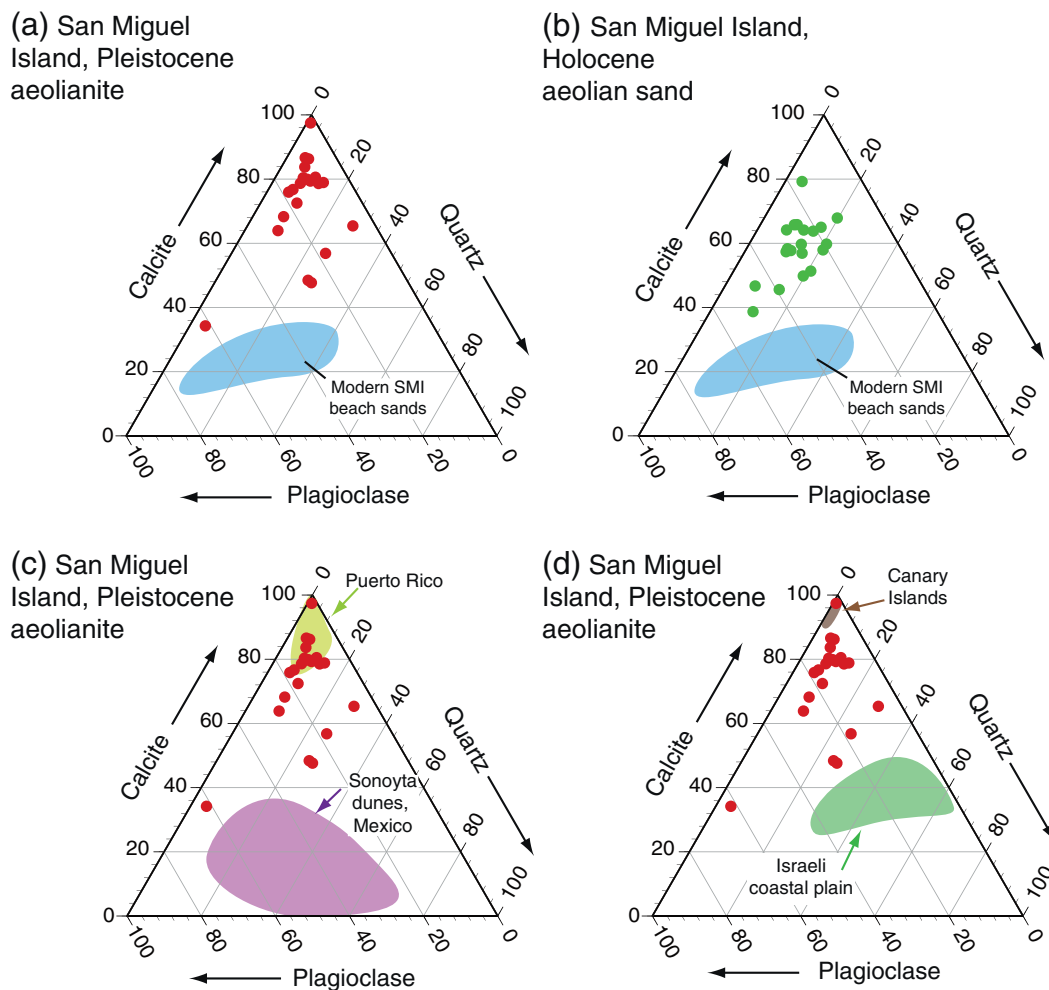 (a) San Miguel
Island, Pleistocene
aeolianite
0
100
20
80
40
60
60
40
80
20
100
0
100
80
60
40
20
0
Calcite
Quartz
Plagioclase
Modern SMI
beach sands
(b) San Miguel Island,
Holocene
aeolian sand
0
100
20
80
40
60
60
40
80
20
100
0
100
80
60
40
20
0
Calcite
Quartz
Plagioclase
Modern SMI
beach sands
(c) San Miguel
Island, Pleistocene
aeolianite
Puerto Rico
0
100
20
80
40
60
60
40
80
20
100
0
100
80
60
40
20
0
Calcite
Quartz
Plagioclase
Sonoyta
dunes,
Mexico
(d) San Miguel
Island, Pleistocene
aeolianite
Canary
Islands
0
100
20
80
40
60
60
40
80
20
100
0
100
80
60
40
20
0
Calcite
Quartz
Plagioclase
Israeli
coastal plain